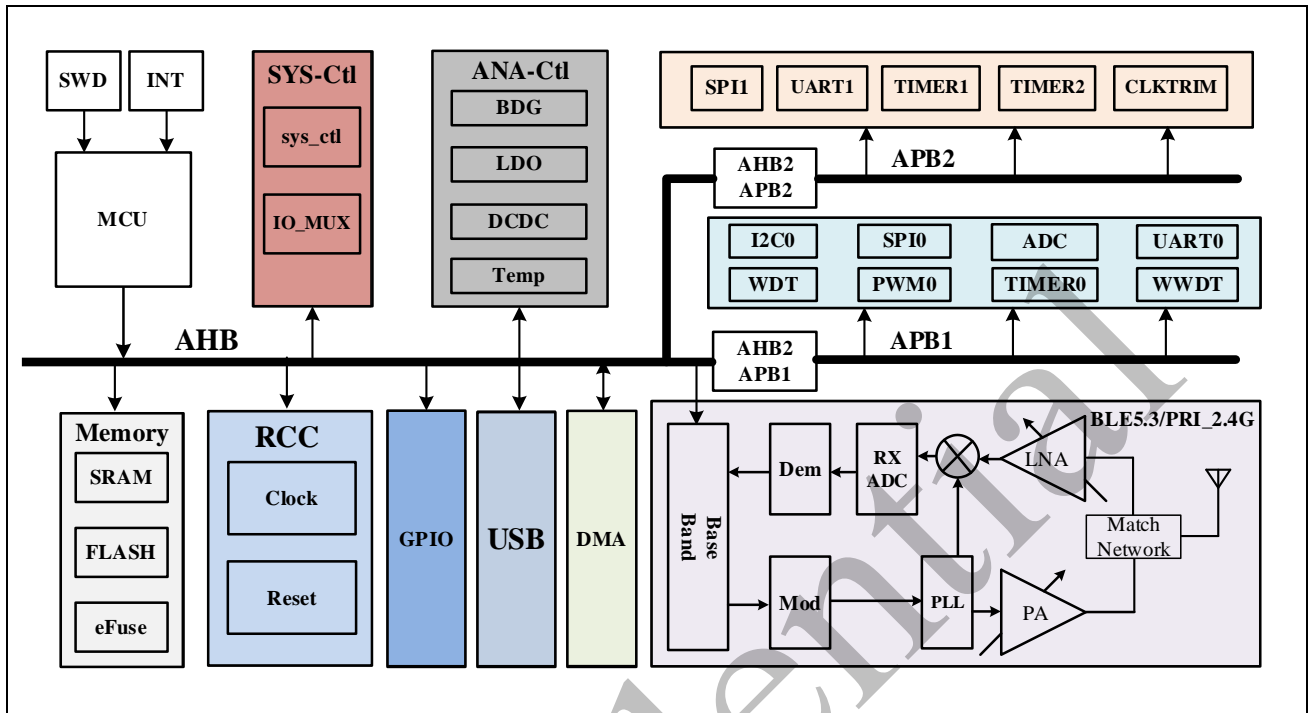 SWD
INT
MCU
SYS-Ctl
sys_ctl
IO_MUX
ANA-Ctl
BDG
LDO
DCDC
Temp
SPI1
UART1
TIMER1
TIMER2
CLKTRIM
AHB2
APB2
APB2
I2C0
SPI0
ADC
UART0
WDT
PWM0
TIMER0
WWDT
AHB
AHB2
APB1
APB1
Memory
SRAM
FLASH
eFuse
RCC
Clock
Reset
GPIO
USB
DMA
BLE5.3/PRI_2.4G
Base
Band
Dem
RX
ADC
LNA
Match
Network
Mod
PLL
PA
dential